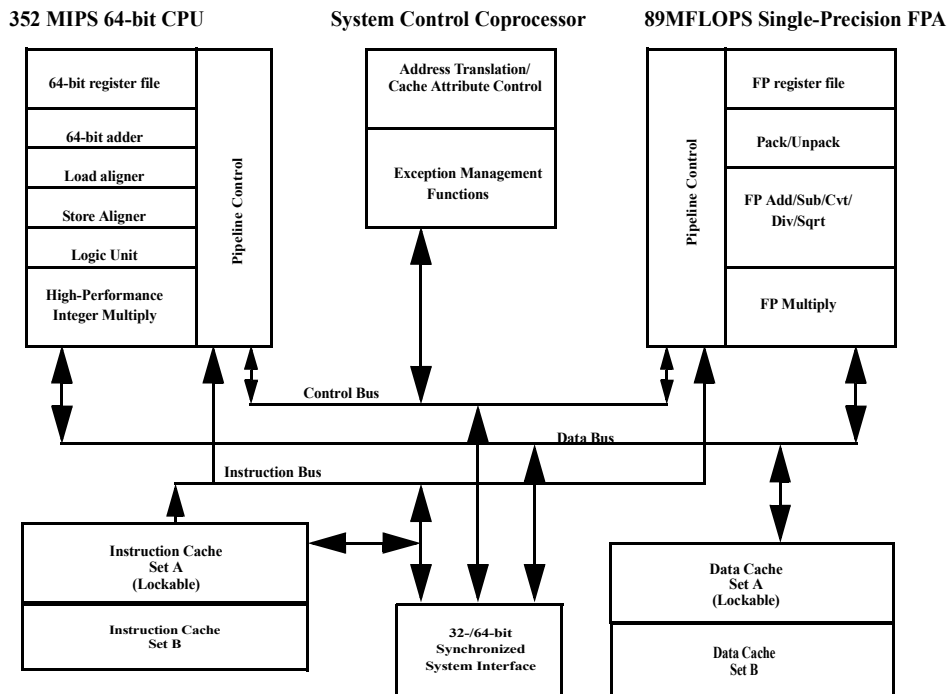 352 MIPS 64-bit CPU
System Control Coprocessor
89MFLOPS Single-Precision FPA
64-bit register file
64-bit adder
Load aligner
Store Aligner
Logic Unit
High-Performance
Integer Multiply
Pipeline Control
Address Translation/
Cache Attribute Control
Exception Management
Functions
Pipeline Control
FP register file
Pack/Unpack
FP Add/Sub/Cvt/
Div/Sqrt
FP Multiply
Control Bus
Data Bus
Instruction Bus
Instruction Cache
Set A
(Lockable)
Instruction Cache
Set B
32-/64-bit
Synchronized
System Interface
Data Cache
Set A
(Lockable)
Data Cache
Set B